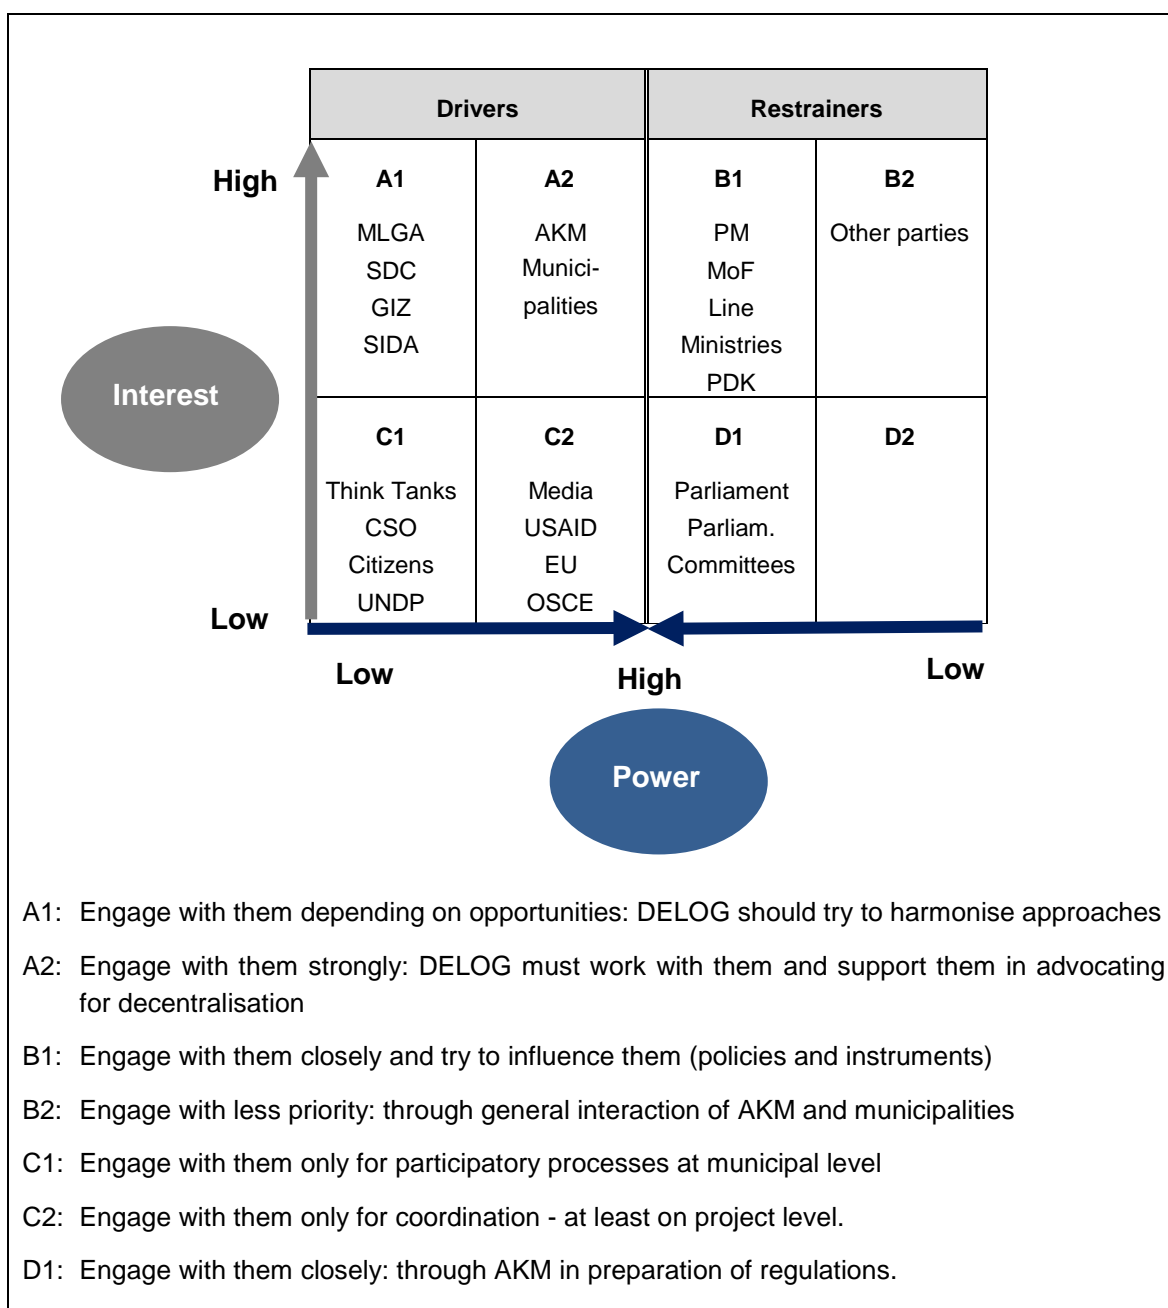 Drivers
Restrainers
High
A1
MLGA
SDC
GIZ
SIDA
A2
AKM
Munici-
palities
B1
PM
MoF
Line
Ministries
PDK
B2
Other parties
Interest
C1
Think Tanks
CSO
Citizens
UNDP
C2
Media
USAID
EU
OSCE
D1
Parliament
Parliam.
Committees
D2
Low
Low
High
Low
Power
A1: Engage with them depending on opportunities: DELOG should try to harmonise approaches
A2: Engage with them strongly: DELOG must work with them and support them in advocating
for decentralisation
B1: Engage with them closely and try to influence them (policies and instruments)
B2: Engage with less priority: through general interaction of AKM and municipalities
C1: Engage with them only for participatory processes at municipal level
C2: Engage with them only for coordination - at least on project level.
D1: Engage with them closely: through AKM in preparation of regulations.